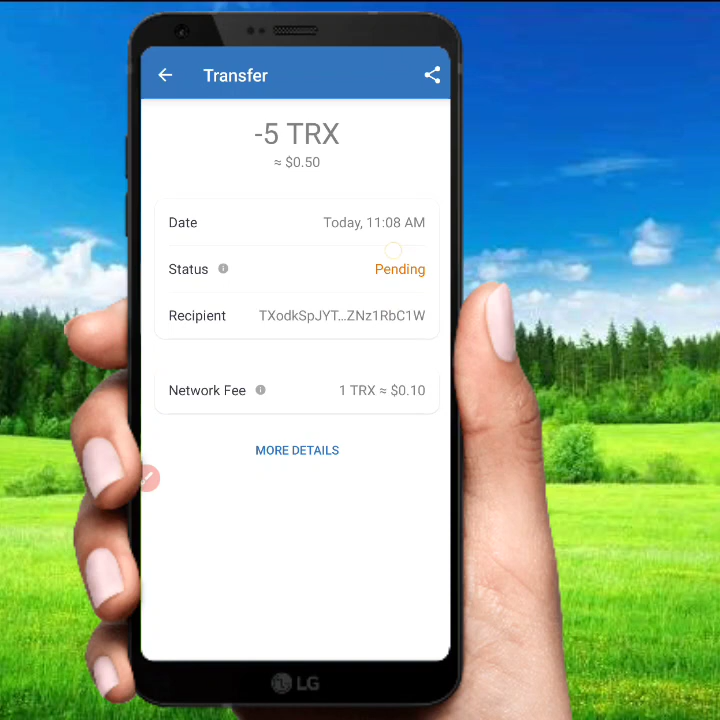 Transfer
-5 TRX
≈ $0.50
Date Today, 11:08 AM
Status Pending
Recipient TXodkSpJYT...ZNz1RbC1W
Network Fee 1 TRX ≈ $0.10
MORE DETAILS
LG